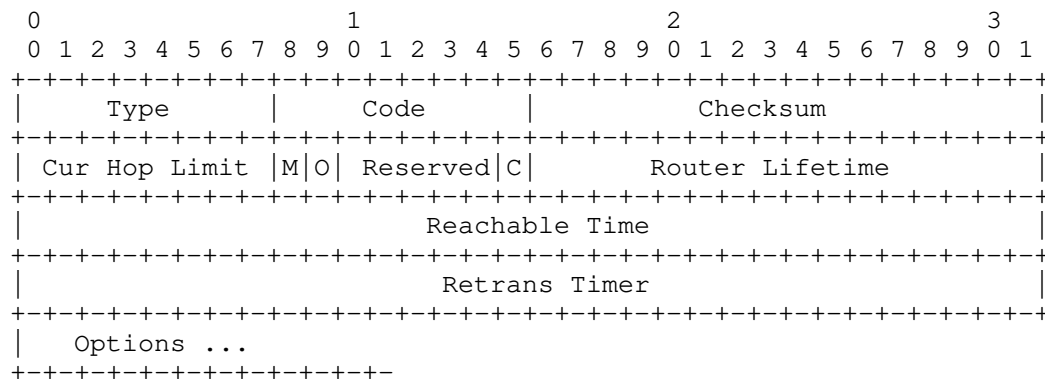 0                   1                   2                   3
 0 1 2 3 4 5 6 7 8 9 0 1 2 3 4 5 6 7 8 9 0 1 2 3 4 5 6 7 8 9 0 1
+-+-+-+-+-+-+-+-+-+-+-+-+-+-+-+-+-+-+-+-+-+-+-+-+-+-+-+-+-+-+-+-+
|     Type      |     Code      |          Checksum             |
+-+-+-+-+-+-+-+-+-+-+-+-+-+-+-+-+-+-+-+-+-+-+-+-+-+-+-+-+-+-+-+-+
| Cur Hop Limit |M|O| Reserved|C|       Router Lifetime         |
+-+-+-+-+-+-+-+-+-+-+-+-+-+-+-+-+-+-+-+-+-+-+-+-+-+-+-+-+-+-+-+-+
|                         Reachable Time                        |
+-+-+-+-+-+-+-+-+-+-+-+-+-+-+-+-+-+-+-+-+-+-+-+-+-+-+-+-+-+-+-+-+
|                          Retrans Timer                        |
+-+-+-+-+-+-+-+-+-+-+-+-+-+-+-+-+-+-+-+-+-+-+-+-+-+-+-+-+-+-+-+-+
|   Options ...
+-+-+-+-+-+-+-+-+-+-+-+-